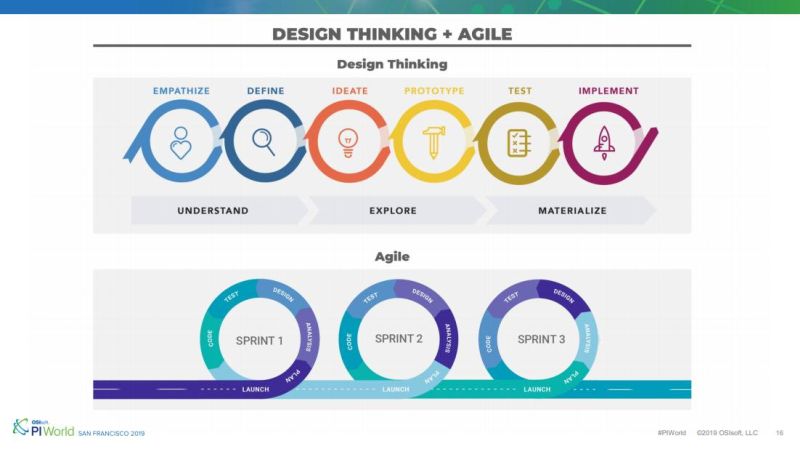 DESIGN THINKING + AGILE
Design Thinking
EMPATHIZE DEFINE IDEATE PROTOTYPE TEST IMPLEMENT
UNDERSTAND EXPLORE MATERIALIZE
Agile
TEST DESIGN ANALYSIS PLAN CODE
SPRINT 1
LAUNCH
TEST DESIGN ANALYSIS PLAN CODE
SPRINT 2
LAUNCH
TEST DESIGN ANALYSIS PLAN CODE
SPRINT 3
LAUNCH
OSIsoft.
PI World SAN FRANCISCO 2019
#PIWorld ©2019 OSIsoft, LLC 16